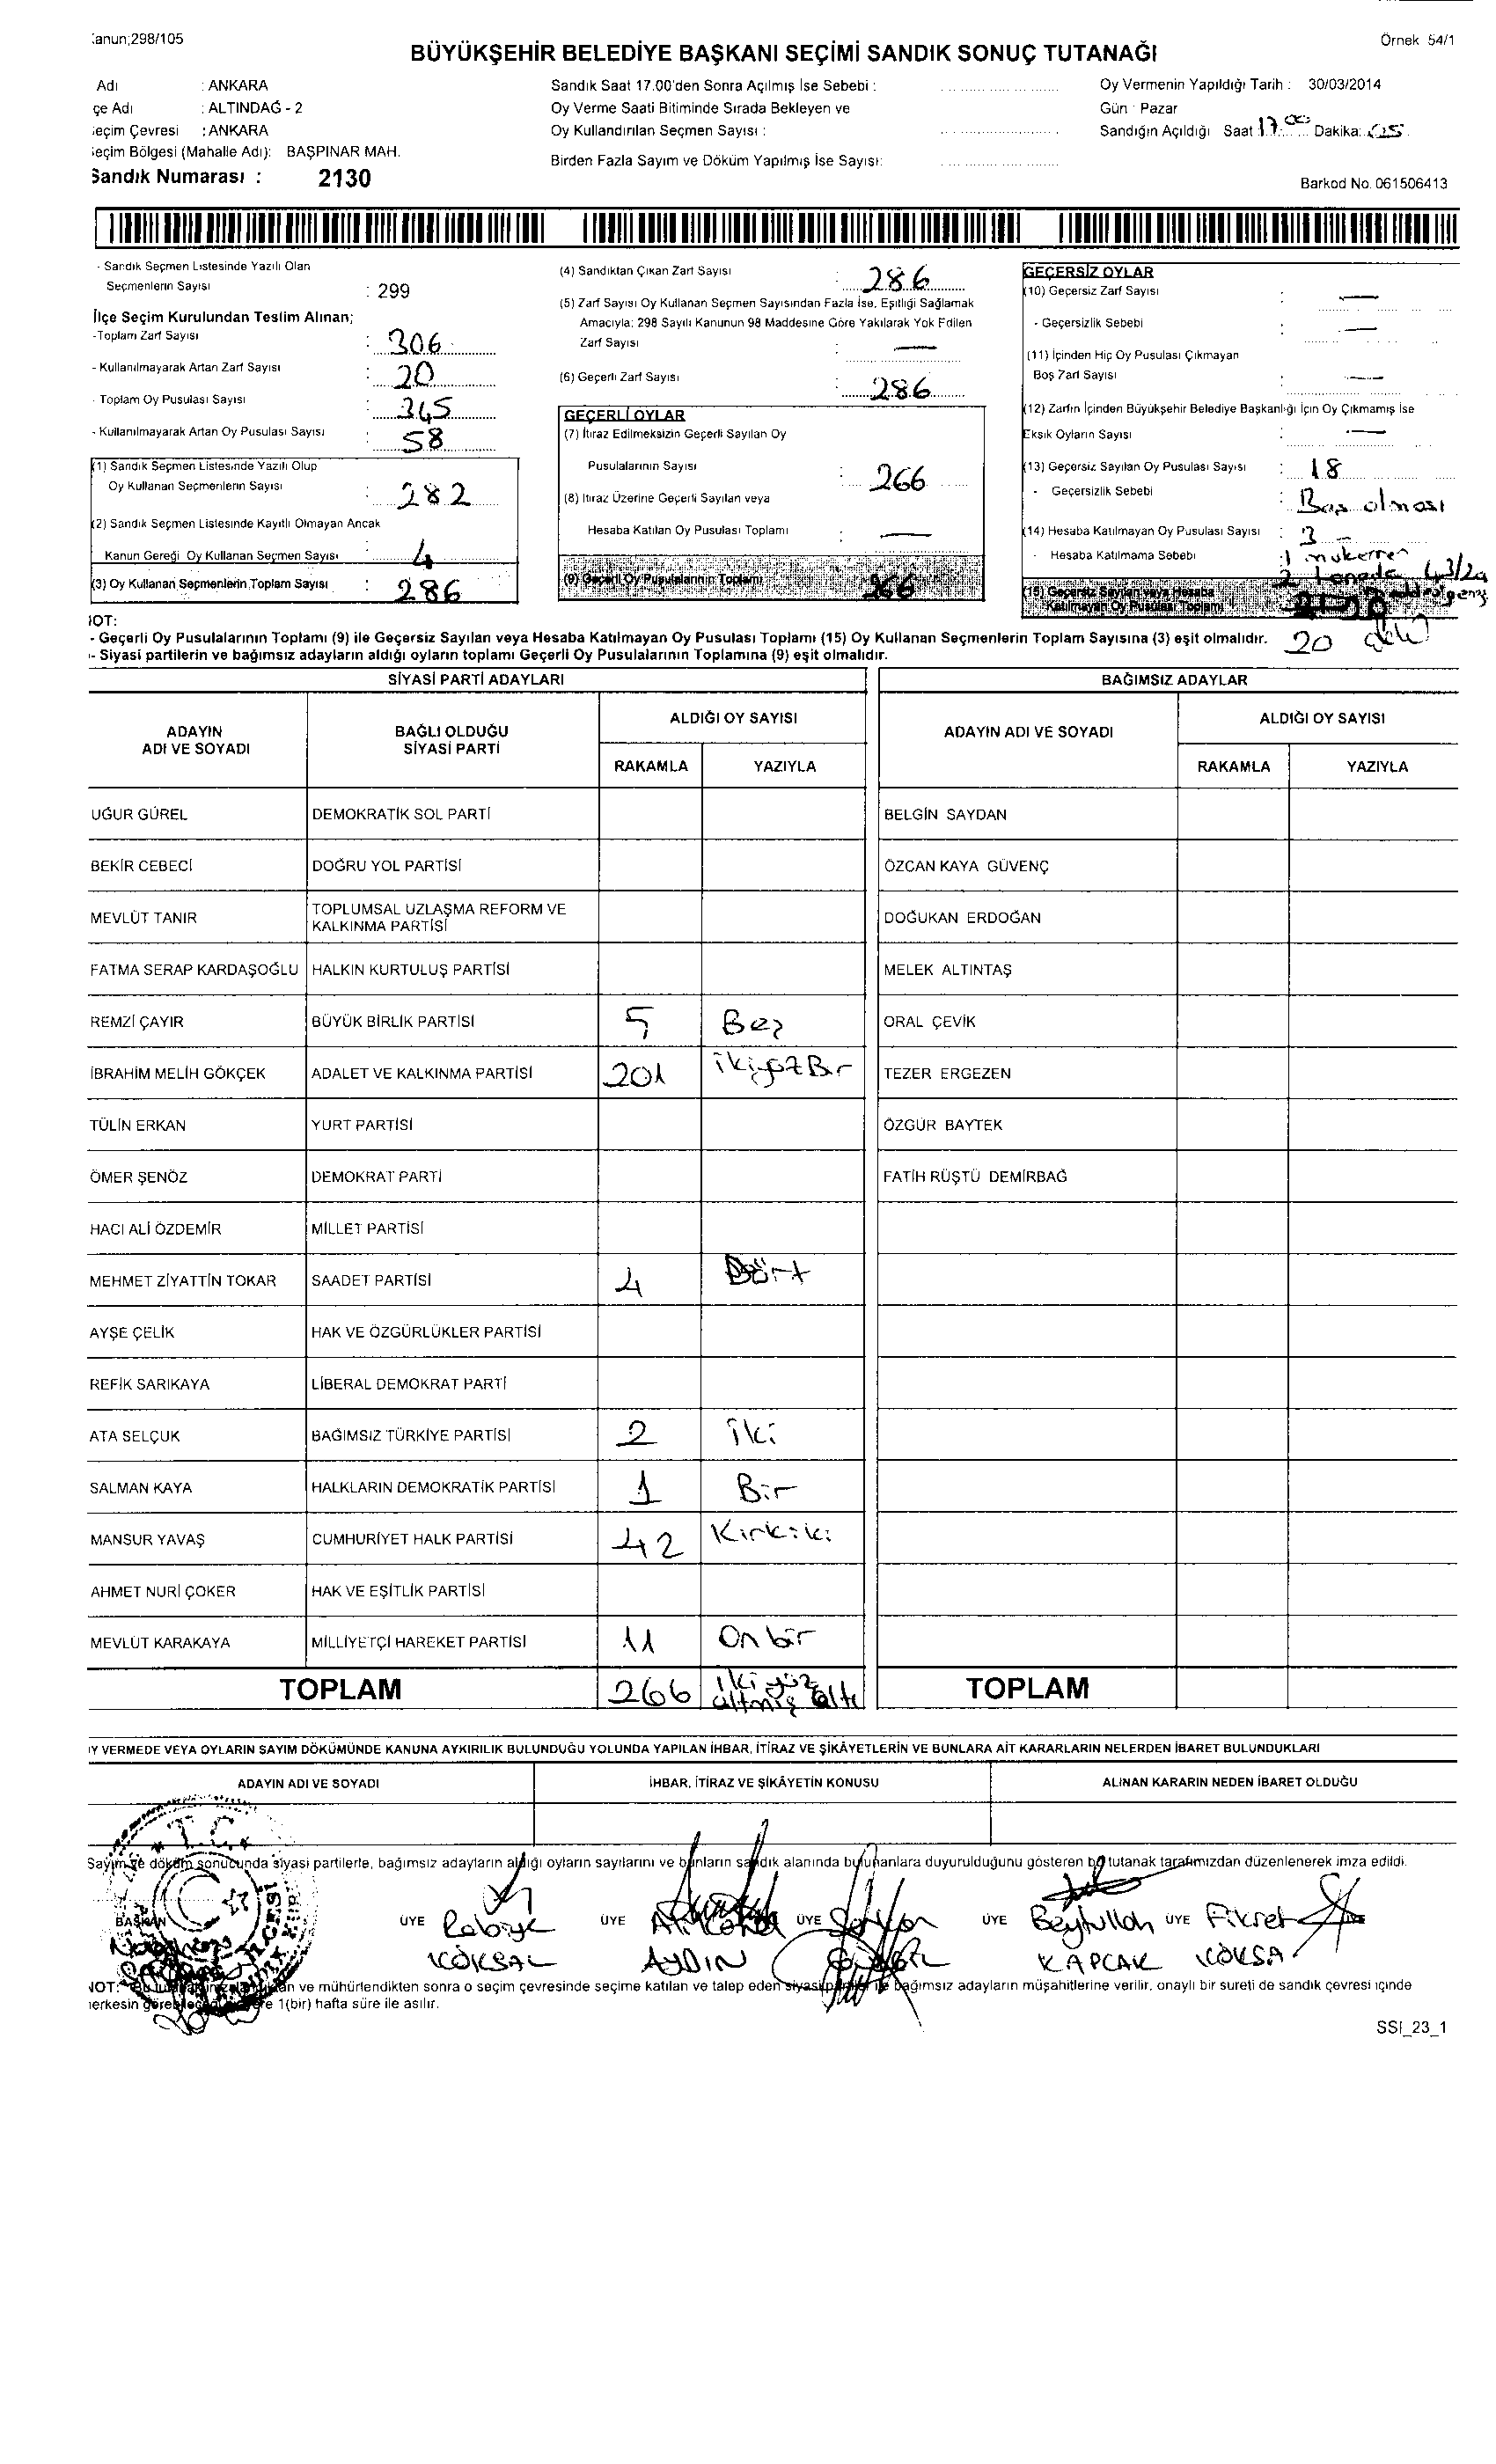 :anun;298/105
Örnek 54/1
BÜYÜKŞEHİR BELEDİYE BAŞKANI SEÇİMİ SANDIK SONUÇ TUTANAĞI
Adı : ANKARA
çe Adı : ALTINDAĞ - 2
eçim Çevresi : ANKARA
eçim Bölgesi (Mahalle Adı): BAŞPINAR MAH.
Sandık Numarası : 2130
Sandık Saat 17.00'den Sonra Açılmış İse Sebebi :
Oy Verme Saati Bitiminde Sırada Bekleyen ve
Oy Kullandırılan Seçmen Sayısı :
Birden Fazla Sayım ve Döküm Yapılmış İse Sayısı:
Oy Vermenin Yapıldığı Tarih : 30/03/2014
Gün : Pazar
Sandığın Açıldığı Saat 17:00 Dakika: 05
Barkod No. 061506413
- Sandık Seçmen Listesinde Yazılı Olan
Seçmenlerin Sayısı : 299
İlçe Seçim Kurulundan Teslim Alınan;
-Toplam Zarf Sayısı : 306
- Kullanılmayarak Artan Zarf Sayısı : 20
- Toplam Oy Pusulası Sayısı : 345
- Kullanılmayarak Artan Oy Pusulası Sayısı : 58
(1) Sandık Seçmen Listesinde Yazılı Olup
Oy Kullanan Seçmenlerin Sayısı : 282
(2) Sandık Seçmen Listesinde Kayıtlı Olmayan Ancak
Kanun Gereği Oy Kullanan Seçmen Sayısı : 4
(3) Oy Kullanan Seçmenlerin Toplam Sayısı : 286
(4) Sandıktan Çıkan Zarf Sayısı : 286
(5) Zarf Sayısı Oy Kullanan Seçmen Sayısından Fazla İse, Eşitliği Sağlamak
Amacıyla; 298 Sayılı Kanunun 98 Maddesine Göre Yakılarak Yok Edilen
Zarf Sayısı : —
(6) Geçerli Zarf Sayısı : 286
GEÇERLİ OYLAR
(7) İtiraz Edilmeksizin Geçerli Sayılan Oy
Pusulalarının Sayısı : 266
(8) İtiraz Üzerine Geçerli Sayılan veya
Hesaba Katılan Oy Pusulası Toplamı : —
(9) Geçerli Oy Pusulalarının Toplamı 266
GEÇERSİZ OYLAR
(10) Geçersiz Zarf Sayısı : —
- Geçersizlik Sebebi : —
(11) İçinden Hiç Oy Pusulası Çıkmayan
Boş Zarf Sayısı : —
(12) Zarfın İçinden Büyükşehir Belediye Başkanlığı İçin Oy Çıkmamış İse
Eksik Oyların Sayısı : —
(13) Geçersiz Sayılan Oy Pusulası Sayısı : 18
- Geçersizlik Sebebi : Boş olması
(14) Hesaba Katılmayan Oy Pusulası Sayısı : 3
- Hesaba Katılmama Sebebi : 1 mükerrer
(15) Geçersiz Sayılan veya Hesaba
Katılmayan Oy Pusulası Toplamı
20
IOT:
- Geçerli Oy Pusulalarının Toplamı (9) ile Geçersiz Sayılan veya Hesaba Katılmayan Oy Pusulası Toplamı (15) Oy Kullanan Seçmenlerin Toplam Sayısına (3) eşit olmalıdır.
- Siyasi partilerin ve bağımsız adayların aldığı oyların toplamı Geçerli Oy Pusulalarının Toplamına (9) eşit olmalıdır.
SİYASİ PARTİ ADAYLARI
BAĞIMSIZ ADAYLAR
ADAYIN ADI VE SOYADI
BAĞLI OLDUĞU SİYASİ PARTİ
ALDIĞI OY SAYISI
RAKAMLA YAZIYLA
ADAYIN ADI VE SOYADI
ALDIĞI OY SAYISI
RAKAMLA YAZIYLA
UĞUR GÜREL DEMOKRATİK SOL PARTİ BELGİN SAYDAN
BEKİR CEBECİ DOĞRU YOL PARTİSİ ÖZCAN KAYA GÜVENÇ
MEVLÜT TANIR TOPLUMSAL UZLAŞMA REFORM VE KALKINMA PARTİSİ DOĞUKAN ERDOĞAN
FATMA SERAP KARDAŞOĞLU HALKIN KURTULUŞ PARTİSİ MELEK ALTINTAŞ
REMZİ ÇAYIR BÜYÜK BİRLİK PARTİSİ 5 Beş ORAL ÇEVİK
İBRAHİM MELİH GÖKÇEK ADALET VE KALKINMA PARTİSİ 201 ikiyüzBir TEZER ERGEZEN
TÜLİN ERKAN YURT PARTİSİ ÖZGÜR BAYTEK
ÖMER ŞENÖZ DEMOKRAT PARTİ FATİH RÜŞTÜ DEMİRBAĞ
HACI ALİ ÖZDEMİR MİLLET PARTİSİ
MEHMET ZİYATTİN TOKAR SAADET PARTİSİ 4 Dört
AYŞE ÇELİK HAK VE ÖZGÜRLÜKLER PARTİSİ
REFİK SARIKAYA LİBERAL DEMOKRAT PARTİ
ATA SELÇUK BAĞIMSIZ TÜRKİYE PARTİSİ 2 iki
SALMAN KAYA HALKLARIN DEMOKRATİK PARTİSİ 1 Bir
MANSUR YAVAŞ CUMHURİYET HALK PARTİSİ 42 Kırkiki
AHMET NURİ ÇOKER HAK VE EŞİTLİK PARTİSİ
MEVLÜT KARAKAYA MİLLİYETÇİ HAREKET PARTİSİ 11 Onbir
TOPLAM 266 iki yüz altmış altı TOPLAM
IY VERMEDE VEYA OYLARIN SAYIM DÖKÜMÜNDE KANUNA AYKIRILIK BULUNDUĞU YOLUNDA YAPILAN İHBAR, İTİRAZ VE ŞİKÂYETLERİN VE BUNLARA AİT KARARLARIN NELERDEN İBARET BULUNDUKLARI
ADAYIN ADI VE SOYADI İHBAR, İTİRAZ VE ŞİKÂYETİN KONUSU ALINAN KARARIN NEDEN İBARET OLDUĞU
T.C.
Sayım ve döküm sonucunda siyasi partilerle, bağımsız adayların aldığı oyların sayılarını ve bunların sandık alanında bulunanlara duyurulduğunu gösteren bu tutanak tarafımızdan düzenlenerek imza edildi.
BAŞKAN ÜYE Rabiye ÜYE ÜYE ÜYE Beytullah ÜYE Fikret
KÖKSAL AYDIN KAPCAK KÖKSA
IOT: ve mühürlendikten sonra o seçim çevresinde seçime katılan ve talep eden siyasi partiler ile bağımsız adayların müşahitlerine verilir, onaylı bir sureti de sandık çevresi içinde
erkesin görebileceği yere 1(bir) hafta süre ile asılır.
SSI_23_1